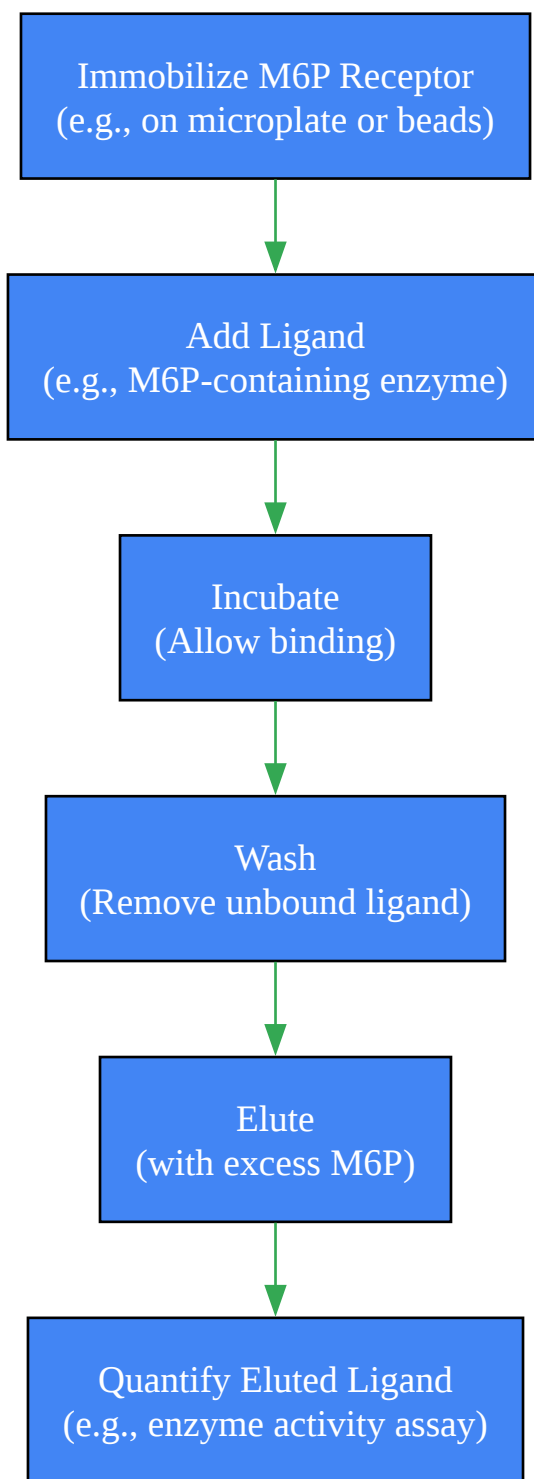 Immobilize M6P Receptor
(e.g., on microplate or beads)
Add Ligand
(e.g., M6P-containing enzyme)
Incubate
(Allow binding)
Wash
(Remove unbound ligand)
Elute
(with excess M6P)
Quantify Eluted Ligand
(e.g., enzyme activity assay)